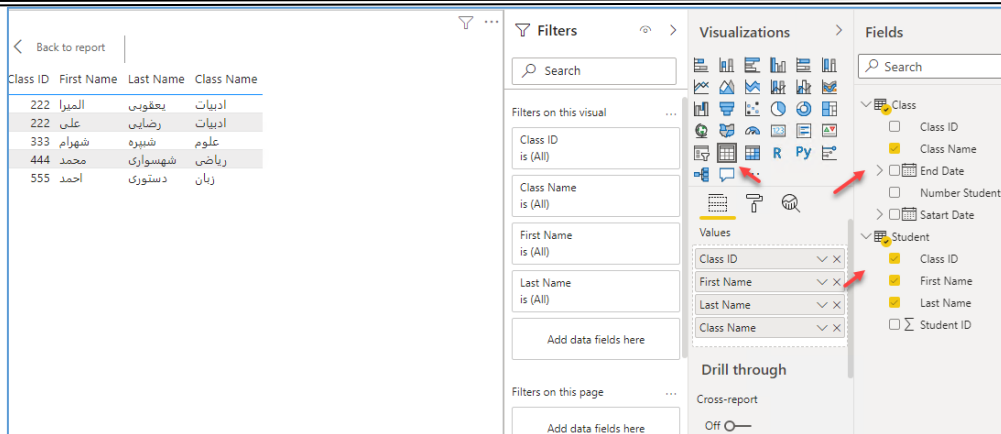 Back to report
Class ID First Name Last Name Class Name
222 المیرا یعقوبی ادبیات
222 علی رضایی ادبیات
333 شهرام شبیره علوم
444 محمد شهسواری ریاضی
555 احمد دستوری زبان
Filters
Search
Filters on this visual
Class ID
is (All)
Class Name
is (All)
First Name
is (All)
Last Name
is (All)
Add data fields here
Filters on this page
Add data fields here
Visualizations
123
R Py
Values
Class ID
First Name
Last Name
Class Name
Drill through
Cross-report
Off
Fields
Search
Class
Class ID
Class Name
End Date
Number Student
Satart Date
Student
Class ID
First Name
Last Name
∑ Student ID